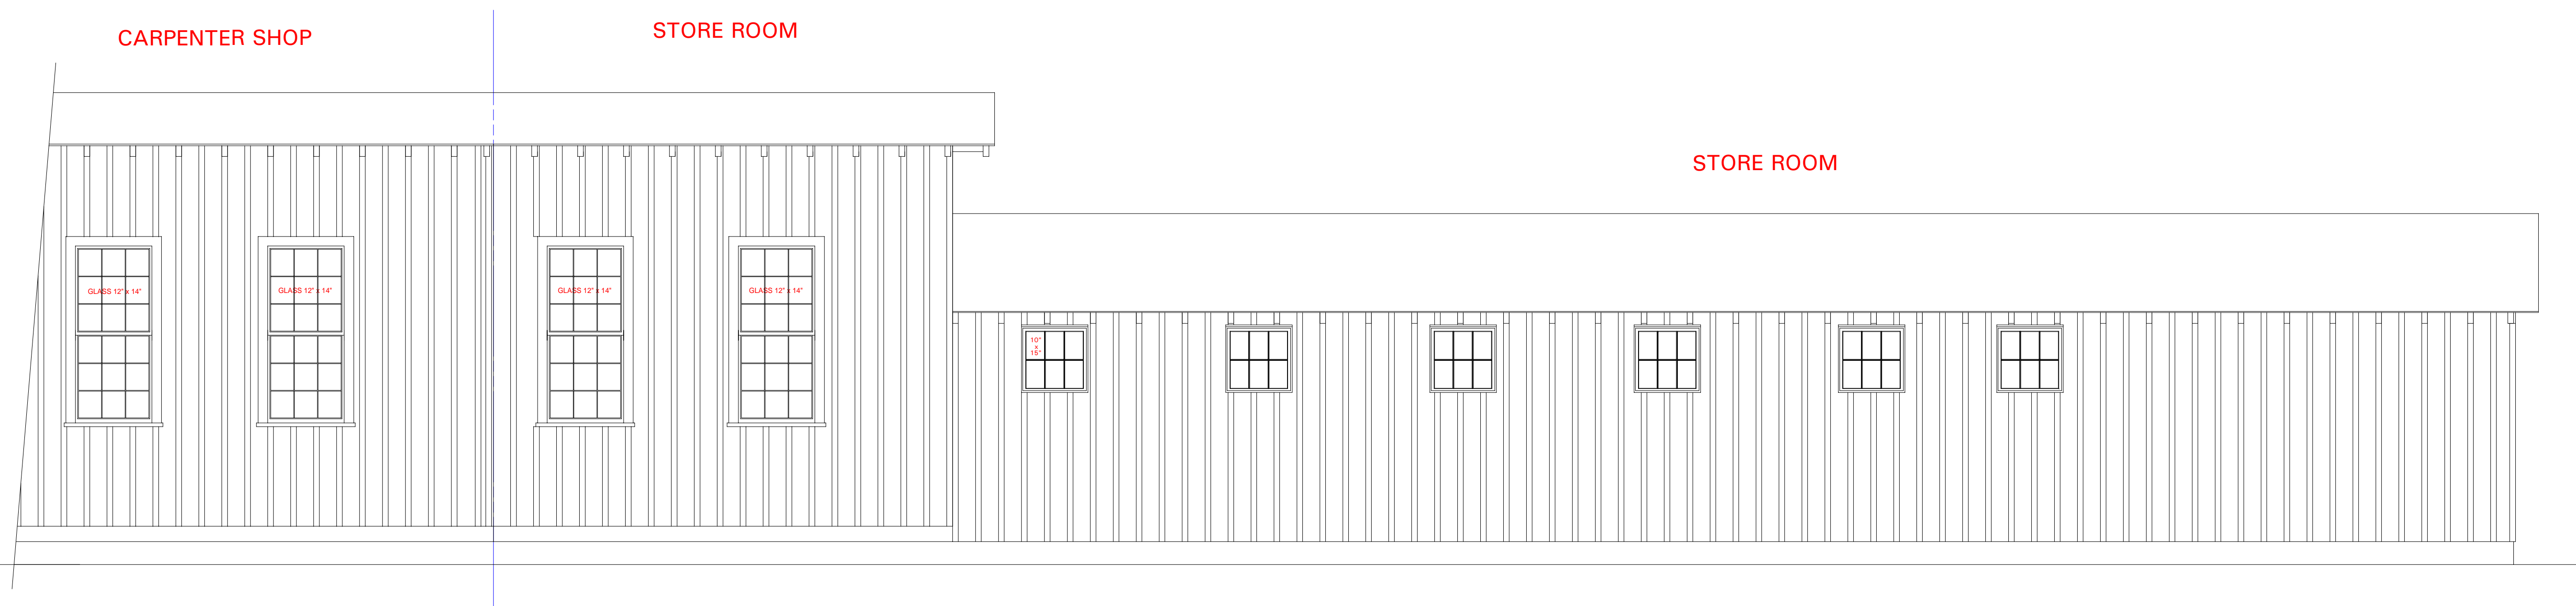 CARPENTER SHOP
STORE ROOM
STORE ROOM
GLASS 12" x 14"
GLASS 12" x 14"
GLASS 12" x 14"
GLASS 12" x 14"
10"
x
15"